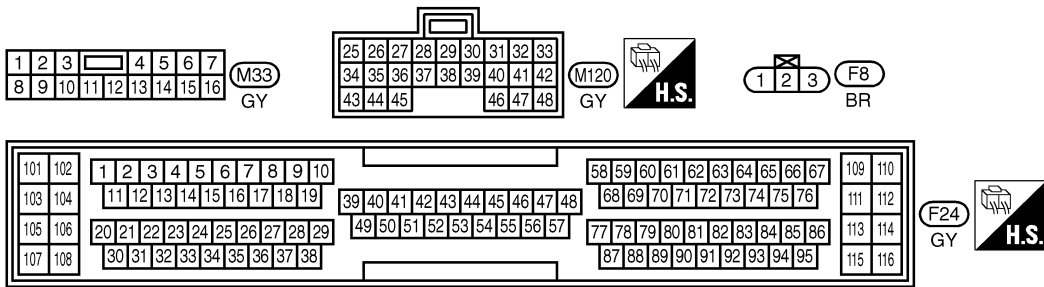 1 2 3 4 5 6 7
8 9 10 11 12 13 14 15 16
M33
GY
25 26 27 28 29 30 31 32 33
34 35 36 37 38 39 40 41 42
43 44 45 46 47 48
M120
GY
H.S.
1 2 3
F8
BR
101 102
103 104
105 106
107 108
1 2 3 4 5 6 7 8 9 10
11 12 13 14 15 16 17 18 19
20 21 22 23 24 25 26 27 28 29
30 31 32 33 34 35 36 37 38
39 40 41 42 43 44 45 46 47 48
49 50 51 52 53 54 55 56 57
58 59 60 61 62 63 64 65 66 67
68 69 70 71 72 73 74 75 76
77 78 79 80 81 82 83 84 85 86
87 88 89 90 91 92 93 94 95
109 110
111 112
113 114
115 116
F24
GY
H.S.